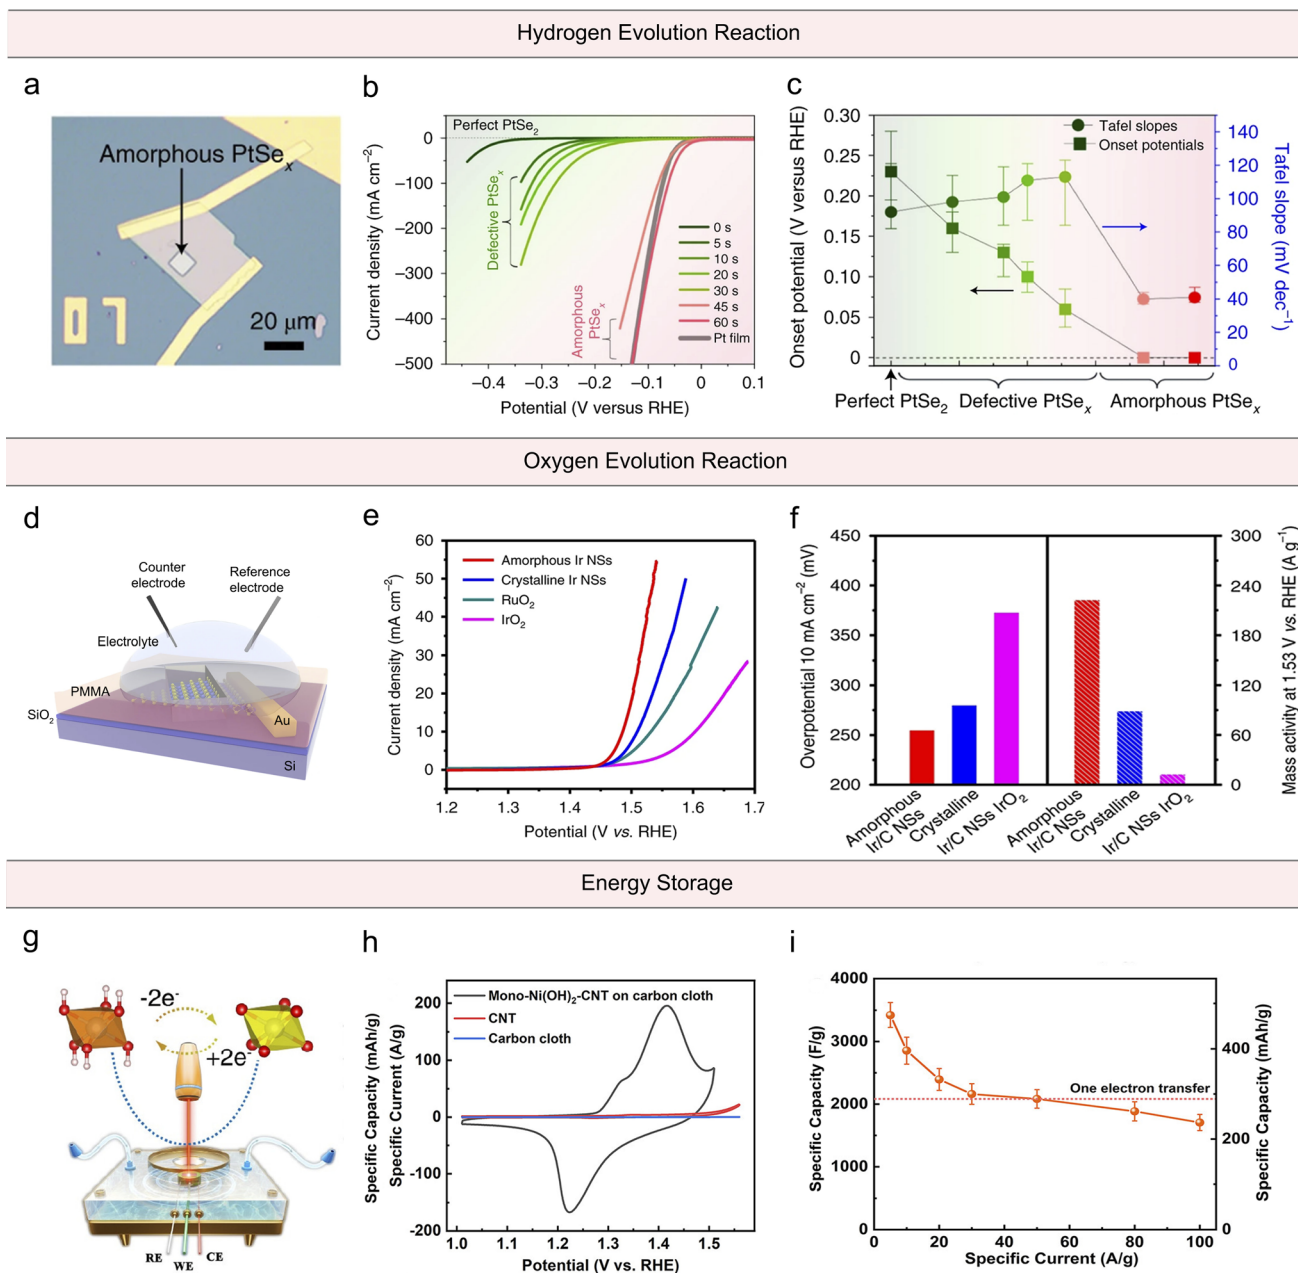 Hydrogen Evolution Reaction
a
Amorphous PtSeₓ
20 μm
b
Current density (mA cm⁻²)
0
−100
−200
−300
−400
−500
Perfect PtSe₂
Defective PtSeₓ
Amorphous
PtSeₓ
0 s
5 s
10 s
20 s
30 s
45 s
60 s
Pt film
−0.4
−0.3
−0.2
−0.1
0
0.1
Potential (V versus RHE)
c
Onset potential (V versus RHE)
0.30
0.25
0.20
0.15
0.10
0.05
0
Tafel slopes
Onset potentials
140
120
100
80
60
40
20
0
Tafel slope (mV dec⁻¹)
Perfect PtSe₂
Defective PtSeₓ
Amorphous PtSeₓ
Oxygen Evolution Reaction
d
Counter
electrode
Reference
electrode
Electrolyte
PMMA
SiO₂
Au
Si
e
Current density (mA cm⁻²)
60
50
40
30
20
10
0
Amorphous Ir NSs
Crystalline Ir NSs
RuO₂
IrO₂
1.2
1.3
1.4
1.5
1.6
1.7
Potential (V vs. RHE)
f
Overpotential 10 mA cm⁻² (mV)
450
400
350
300
250
200
300
240
180
120
60
0
Mass activity at 1.53 V vs. RHE (A g⁻¹)
Amorphous
Ir/C NSs
Crystalline
Ir/C NSs
IrO₂
Amorphous
Ir/C NSs
Crystalline
Ir/C NSs
IrO₂
Energy Storage
g
-2e⁻
+2e⁻
RE
WE
CE
h
Specific Capacity (mAh/g)
Specific Current (A/g)
200
100
0
-100
-200
Mono-Ni(OH)₂-CNT on carbon cloth
CNT
Carbon cloth
1.0
1.1
1.2
1.3
1.4
1.5
Potential (V vs. RHE)
i
Specific Capacity (F/g)
4000
3000
2000
1000
0
One electron transfer
400
200
0
Specific Capacity (mAh/g)
0
20
40
60
80
100
Specific Current (A/g)